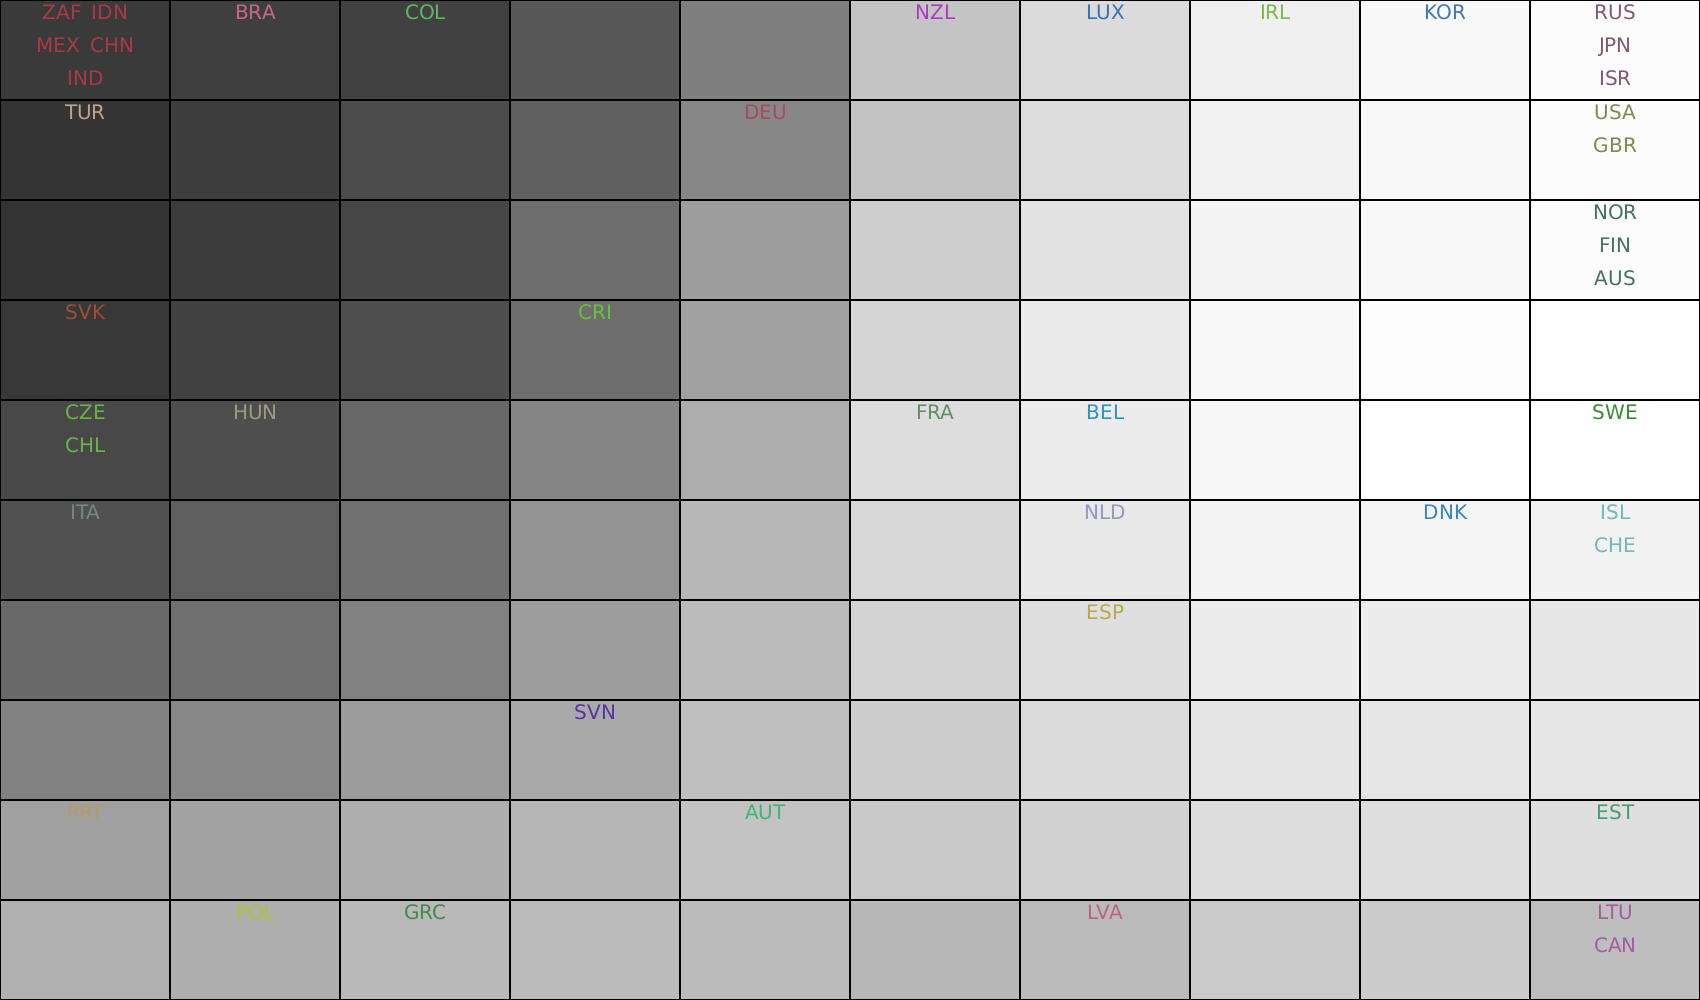 ZAF IDN BRA COL NZL LUX IRL KOR RUS
MEX CHN JPN
IND ISR
TUR DEU USA
GBR
NOR
FIN
AUS
SVK CRI
CZE HUN FRA BEL SWE
CHL
ITA NLD DNK ISL
CHE
ESP
SVN
PRT AUT EST
POL GRC LVA LTU
CAN